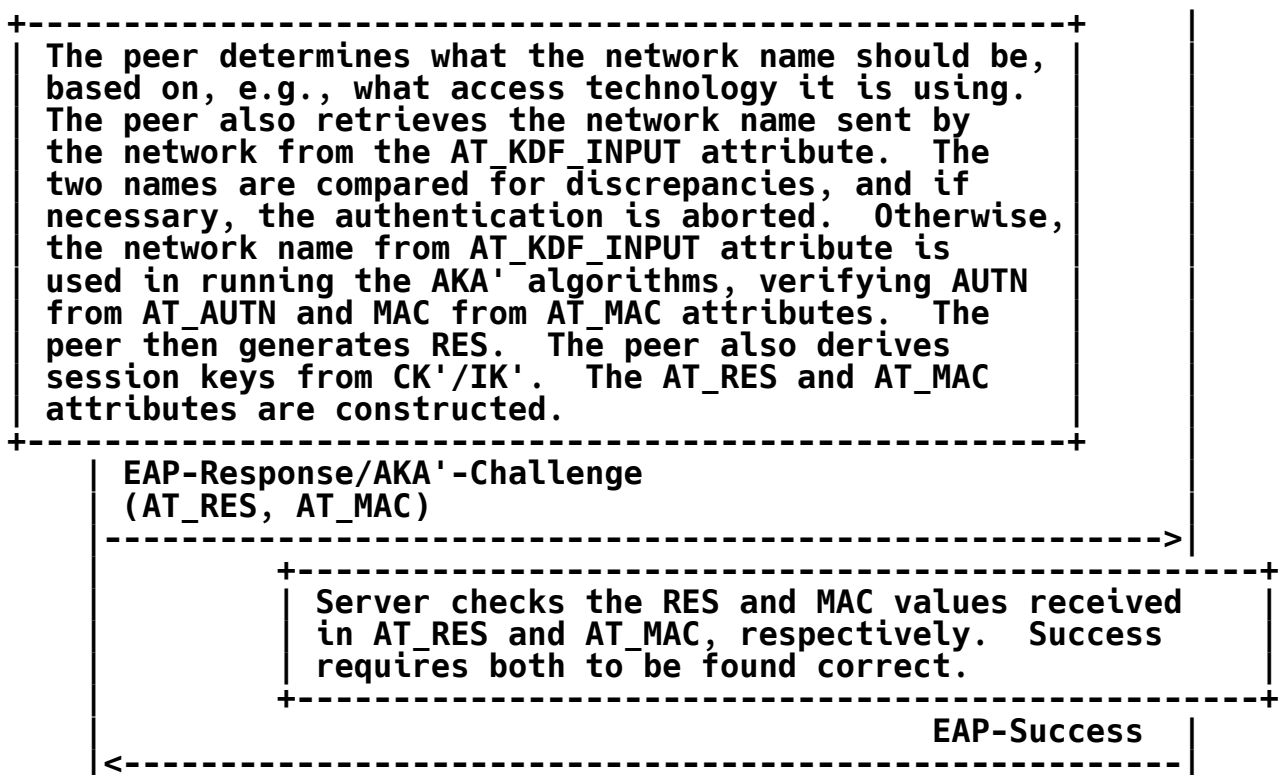 The peer determines what the network name should be,
based on, e.g., what access technology it is using.
The peer also retrieves the network name sent by
the network from the AT_KDF_INPUT attribute.  The
two names are compared for discrepancies, and if
necessary, the authentication is aborted.  Otherwise,
the network name from AT_KDF_INPUT attribute is
used in running the AKA' algorithms, verifying AUTN
from AT_AUTN and MAC from AT_MAC attributes.  The
peer then generates RES.  The peer also derives
session keys from CK'/IK'.  The AT_RES and AT_MAC
attributes are constructed.
EAP-Response/AKA'-Challenge
(AT_RES, AT_MAC)
Server checks the RES and MAC values received
in AT_RES and AT_MAC, respectively.  Success
requires both to be found correct.
EAP-Success